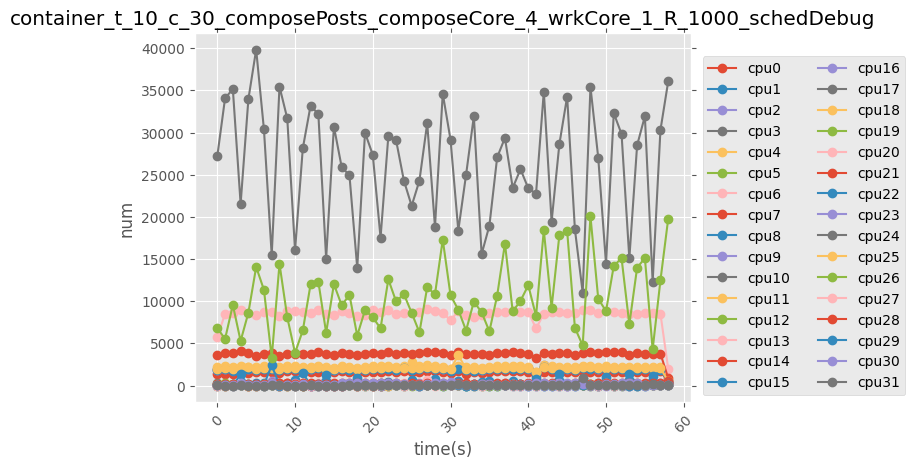 container_t_10_c_30_composePosts_composeCore_4_wrkCore_1_R_1000_schedDebug
40000
35000
30000
25000
20000
15000
10000
5000
0
num
0 10 20 30 40 50 60
time(s)
cpu0 cpu16
cpu1 cpu17
cpu2 cpu18
cpu3 cpu19
cpu4 cpu20
cpu5 cpu21
cpu6 cpu22
cpu7 cpu23
cpu8 cpu24
cpu9 cpu25
cpu10 cpu26
cpu11 cpu27
cpu12 cpu28
cpu13 cpu29
cpu14 cpu30
cpu15 cpu31